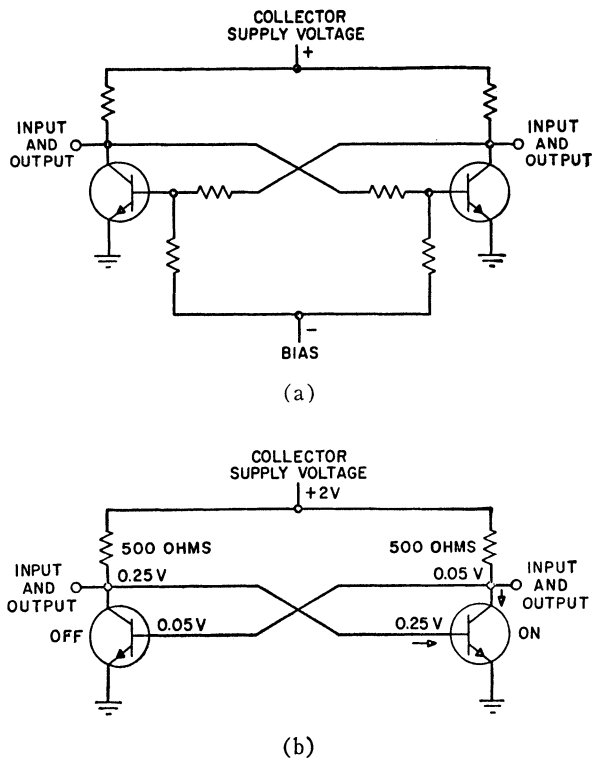 COLLECTOR
SUPPLY VOLTAGE
+
INPUT
AND
OUTPUT
INPUT
AND
OUTPUT
−
BIAS
(a)
COLLECTOR
SUPPLY VOLTAGE
+2V
500 OHMS
500 OHMS
INPUT
AND
OUTPUT
0.25 V
0.05 V
INPUT
AND
OUTPUT
OFF
0.05 V
0.25 V
ON
(b)